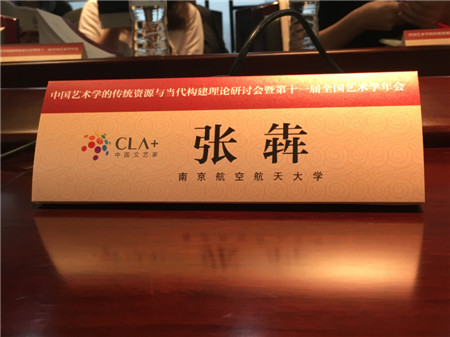 中国艺术学的传统资源与当代构建理论研讨会暨第十一届全国艺术学年会
CLA+
中国文艺家
张犇
南京航空航天大学